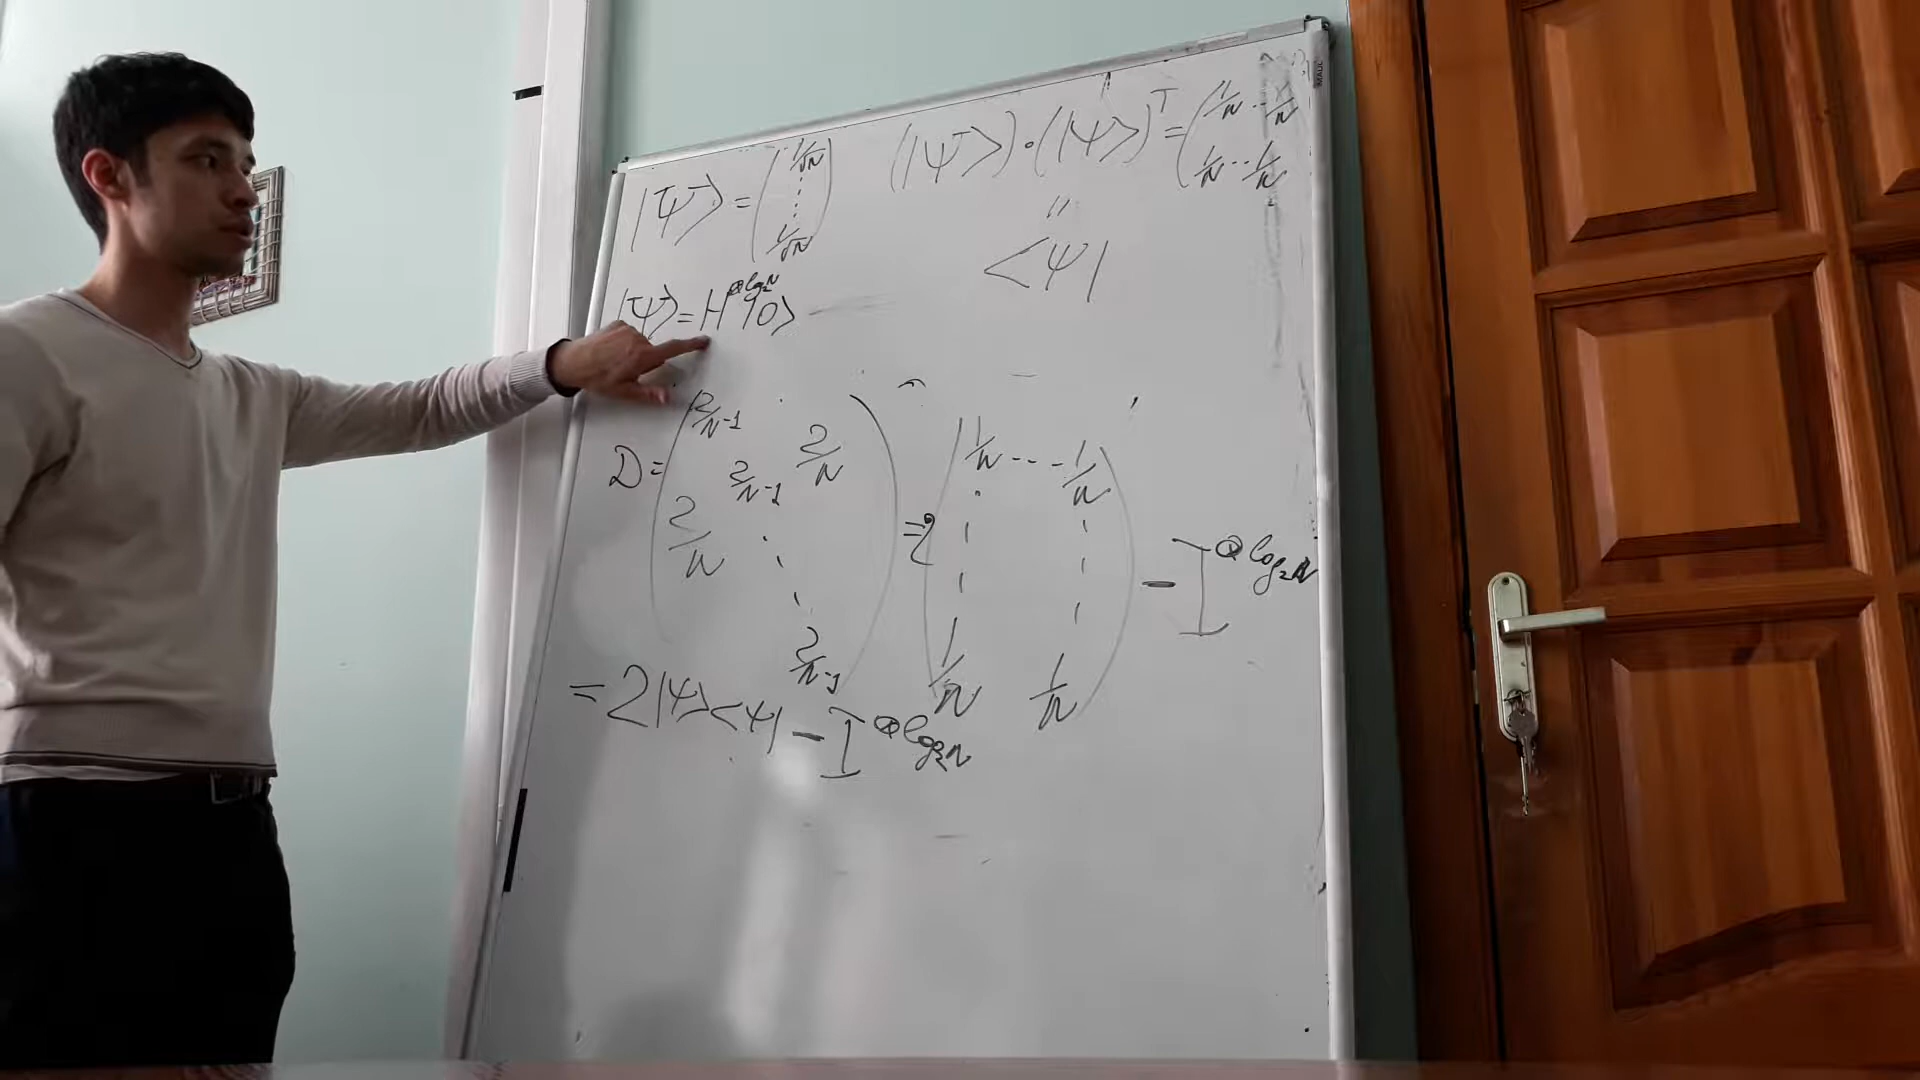 |Ψ⟩ = (1/√N ⋮ 1/√N)
(|Ψ⟩)·(|Ψ⟩)ᵀ = (1/N ... 1/N
1/N ... 1/N)
"
<Ψ|
|Ψ⟩ = H^{⊗log₂N}|0⟩
D = (2/N-1 2/N-1 2/N 2/N ⋱ 2/N-1) = 2(1/N --- 1/N ⋮ ⋮ 1/N 1/N) - I^{⊗log₂N}
= 2|Ψ><Ψ| - I^{⊗log₂N}
MAUL